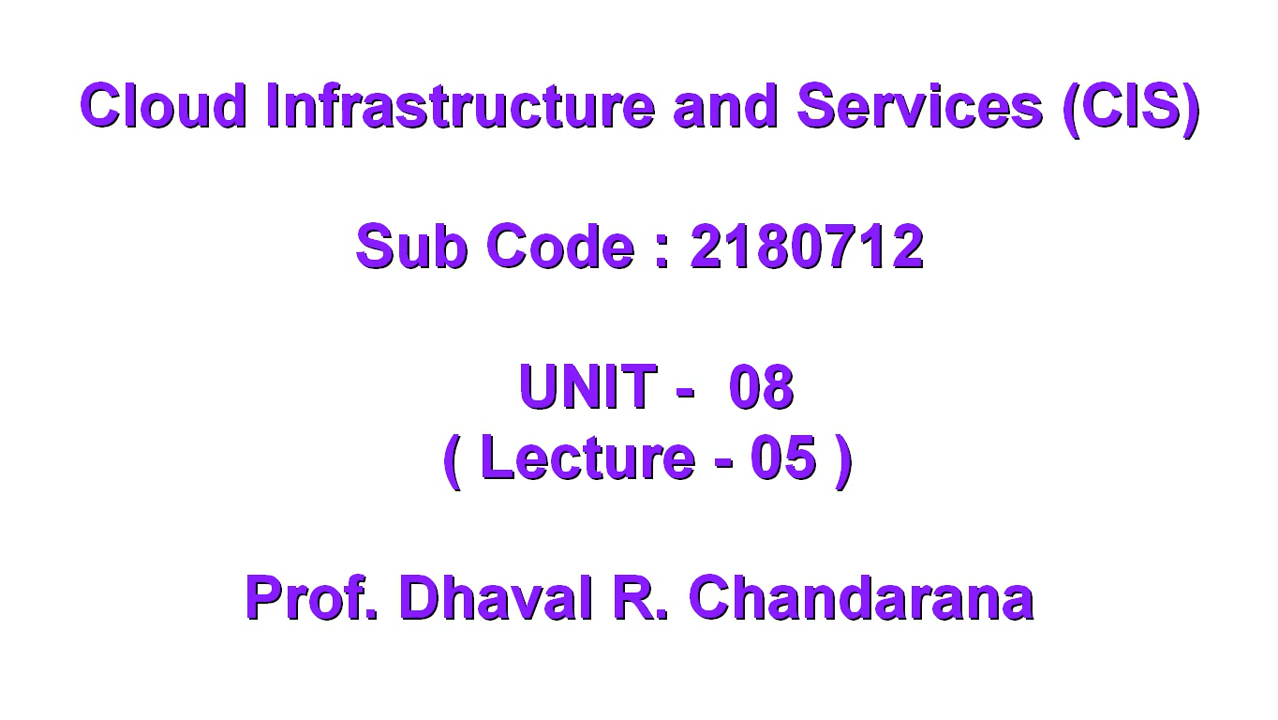 Cloud Infrastructure and Services (CIS)
Sub Code : 2180712
UNIT -  08
( Lecture - 05 )
Prof. Dhaval R. Chandarana